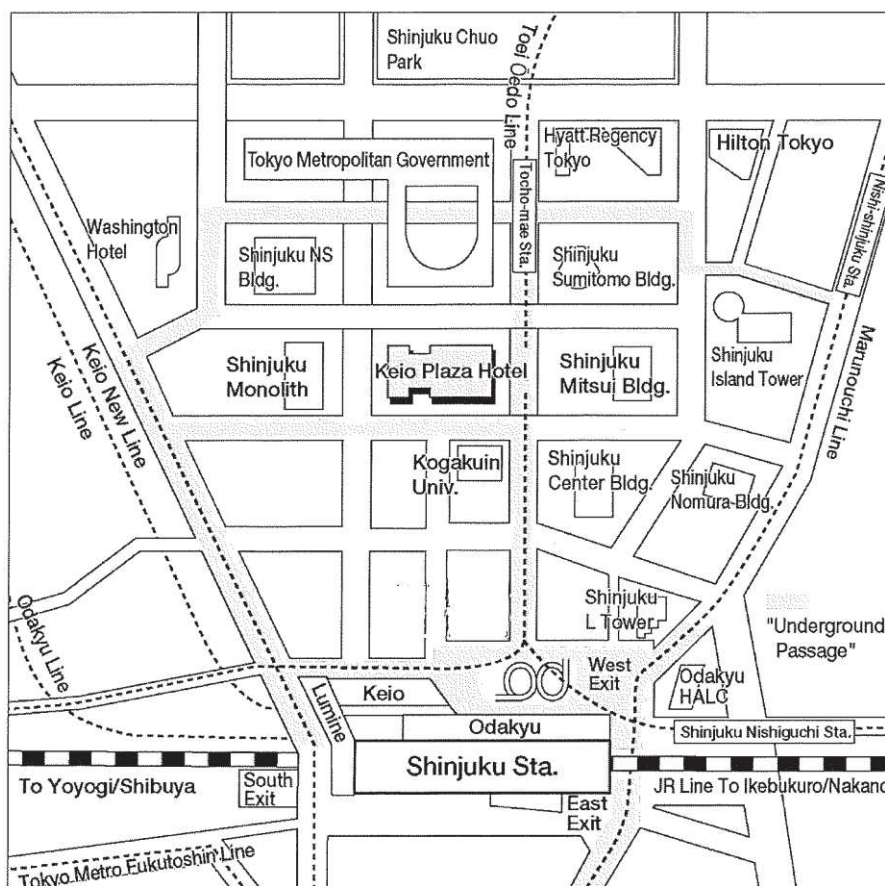 Shinjuku Chuo
Park
Toei Ōedo Line
Hyatt Regency
Tokyo
Hilton Tokyo
Tokyo Metropolitan Government
Tocho-mae Sta.
Nishi-shinjuku Sta.
Washington
Hotel
Shinjuku NS
Bldg.
Shinjuku
Sumitomo Bldg.
Keio New Line
Keio Line
Shinjuku
Monolith
Keio Plaza Hotel
Shinjuku
Mitsui Bldg.
Shinjuku
Island Tower
Marunouchi Line
Kogakuin
Univ.
Shinjuku
Center Bldg.
Shinjuku
Nomura Bldg.
Odakyu Line
Shinjuku
L Tower
"Underground
Passage"
West
Exit
Odakyu
HALC
Lumine
Keio
Odakyu
Shinjuku Nishiguchi Sta.
Shinjuku Sta.
To Yoyogi/Shibuya
South
Exit
East
Exit
JR Line To Ikebukuro/Nakano
Tokyo Metro Fukutoshin Line